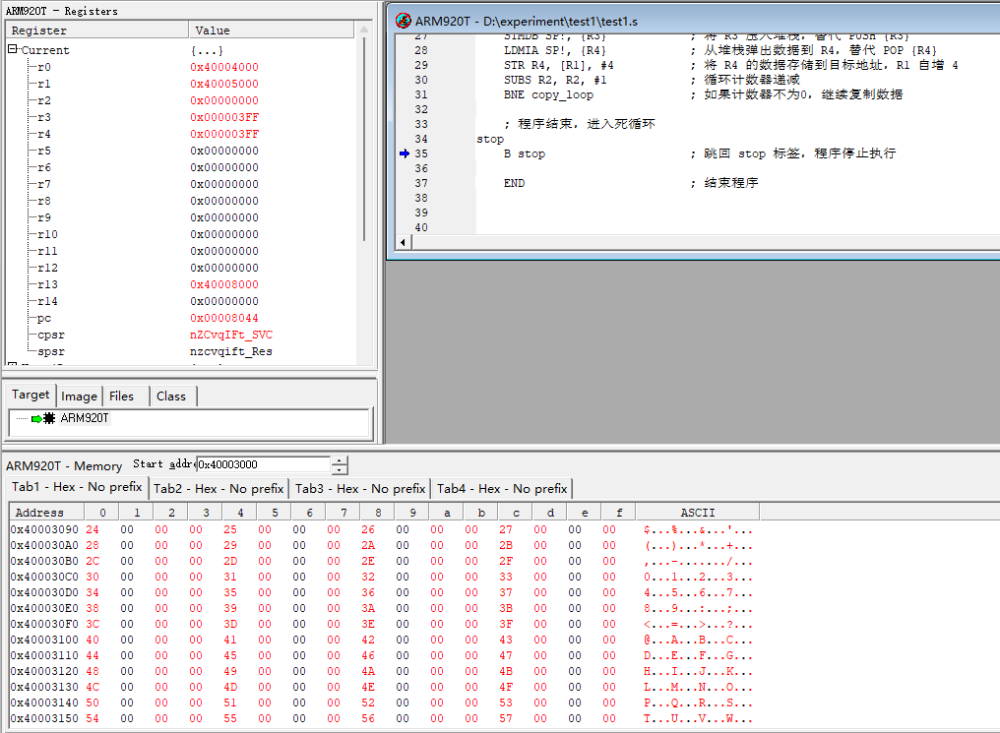 ARM920T - Registers
Register Value
Current {...}
r0 0x40004000
r1 0x40005000
r2 0x00000000
r3 0x000003FF
r4 0x000003FF
r5 0x00000000
r6 0x00000000
r7 0x00000000
r8 0x00000000
r9 0x00000000
r10 0x00000000
r11 0x00000000
r12 0x00000000
r13 0x40008000
r14 0x00000000
pc 0x00008044
cpsr nZCvqIFt_SVC
spsr nzcvqift_Res
Target Image Files Class
ARM920T
ARM920T - D:\experiment\test1\test1.s
27 STMDB SP!, {R3} ; 将 R3 压入堆栈，替代 PUSH {R3}
28 LDMIA SP!, {R4} ; 从堆栈弹出数据到 R4，替代 POP {R4}
29 STR R4, [R1], #4 ; 将 R4 的数据存储到目标地址，R1 自增 4
30 SUBS R2, R2, #1 ; 循环计数器递减
31 BNE copy_loop ; 如果计数器不为0，继续复制数据
32
33 ; 程序结束，进入死循环
34 stop
35 B stop ; 跳回 stop 标签，程序停止执行
36
37 END ; 结束程序
38
39
40
ARM920T - Memory Start addre 0x40003000
Tab1 - Hex - No prefix Tab2 - Hex - No prefix Tab3 - Hex - No prefix Tab4 - Hex - No prefix
Address 0 1 2 3 4 5 6 7 8 9 a b c d e f ASCII
0x40003090 24 00 00 00 25 00 00 00 26 00 00 00 27 00 00 00 $...%...&...'...
0x400030A0 28 00 00 00 29 00 00 00 2A 00 00 00 2B 00 00 00 (...)...*...+...
0x400030B0 2C 00 00 00 2D 00 00 00 2E 00 00 00 2F 00 00 00 ,...-......./...
0x400030C0 30 00 00 00 31 00 00 00 32 00 00 00 33 00 00 00 0...1...2...3...
0x400030D0 34 00 00 00 35 00 00 00 36 00 00 00 37 00 00 00 4...5...6...7...
0x400030E0 38 00 00 00 39 00 00 00 3A 00 00 00 3B 00 00 00 8...9...:...;...
0x400030F0 3C 00 00 00 3D 00 00 00 3E 00 00 00 3F 00 00 00 <...=...>...?...
0x40003100 40 00 00 00 41 00 00 00 42 00 00 00 43 00 00 00 @...A...B...C...
0x40003110 44 00 00 00 45 00 00 00 46 00 00 00 47 00 00 00 D...E...F...G...
0x40003120 48 00 00 00 49 00 00 00 4A 00 00 00 4B 00 00 00 H...I...J...K...
0x40003130 4C 00 00 00 4D 00 00 00 4E 00 00 00 4F 00 00 00 L...M...N...O...
0x40003140 50 00 00 00 51 00 00 00 52 00 00 00 53 00 00 00 P...Q...R...S...
0x40003150 54 00 00 00 55 00 00 00 56 00 00 00 57 00 00 00 T...U...V...W...